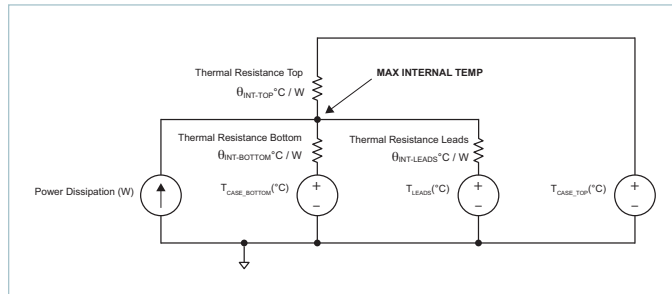 Thermal Resistance Top
MAX INTERNAL TEMP
θINT-TOP°C / W
Thermal Resistance Bottom
Thermal Resistance Leads
θINT-BOTTOM°C / W
θINT-LEADS°C / W
Power Dissipation (W)
+
TCASE_BOTTOM(°C)
–
+
TLEADS(°C)
–
+
TCASE_TOP(°C)
–